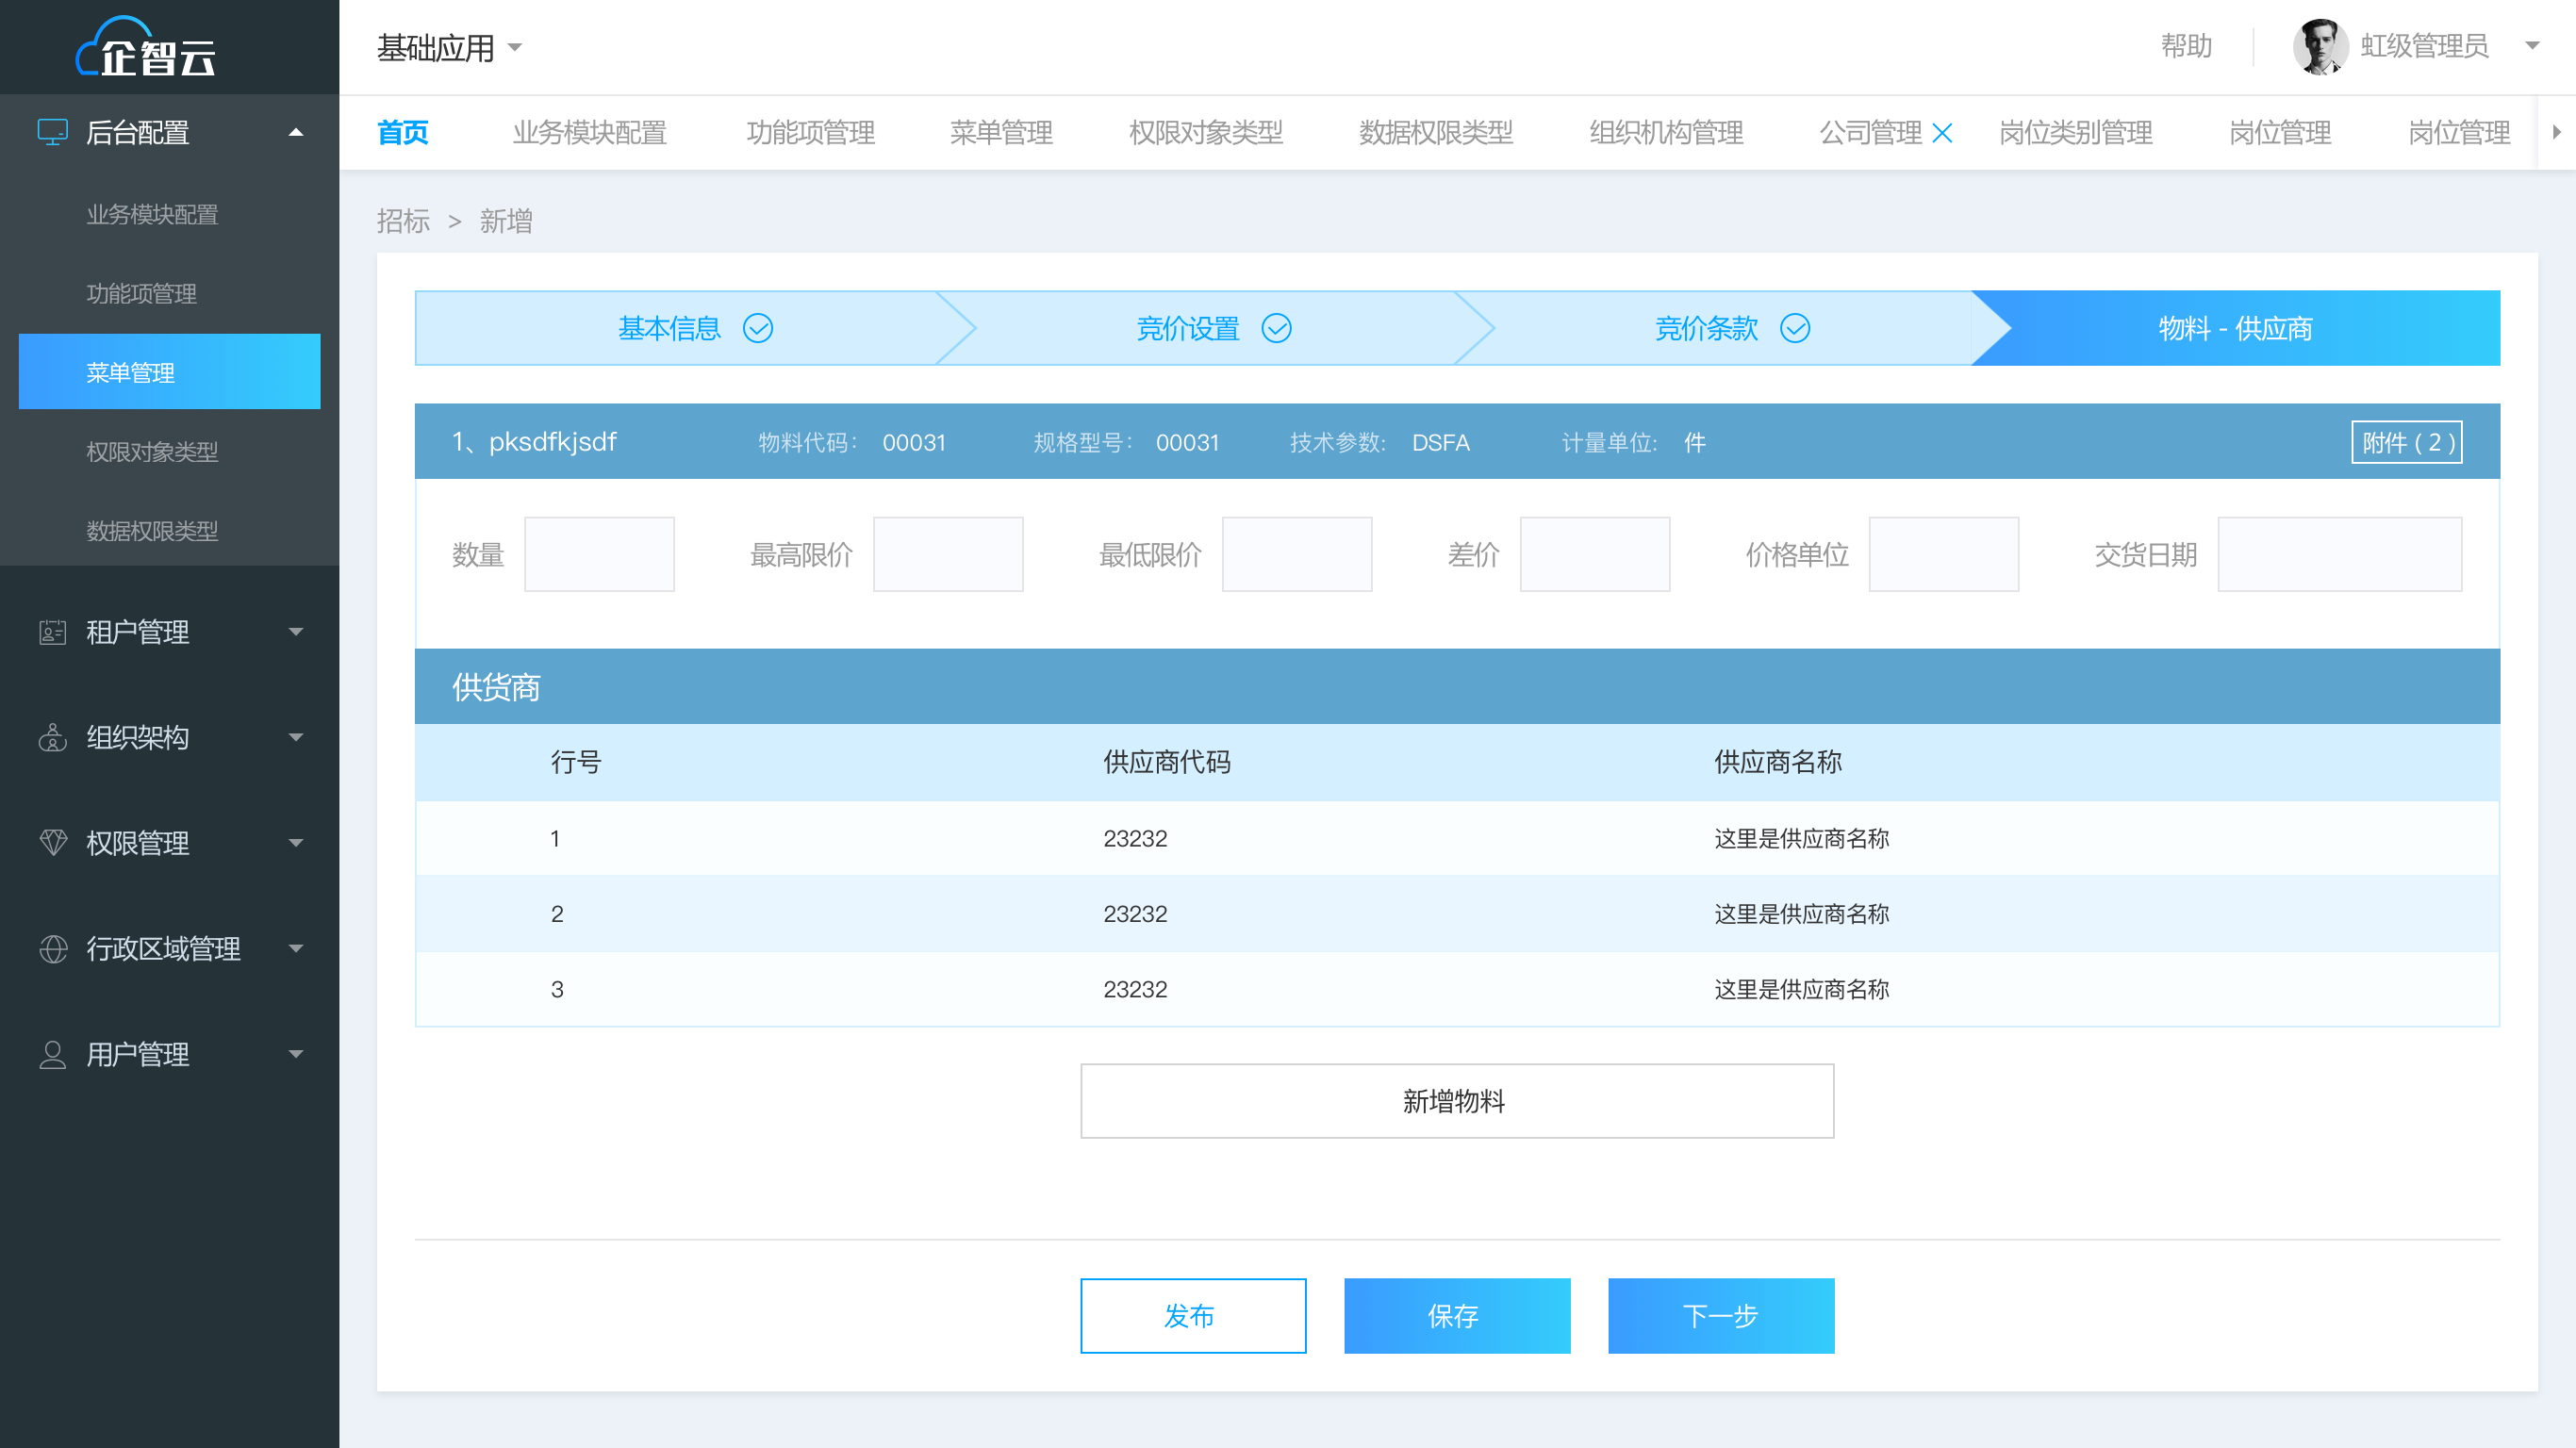 企智云
基础应用
帮助
虹级管理员
后台配置
业务模块配置
功能项管理
菜单管理
权限对象类型
数据权限类型
租户管理
组织架构
权限管理
行政区域管理
用户管理
首页 业务模块配置 功能项管理 菜单管理 权限对象类型 数据权限类型 组织机构管理 公司管理 岗位类别管理 岗位管理 岗位管理
招标 > 新增
基本信息 竞价设置 竞价条款 物料 - 供应商
1、pksdfkjsdf 物料代码： 00031 规格型号： 00031 技术参数： DSFA 计量单位： 件 附件 ( 2 )
数量 最高限价 最低限价 差价 价格单位 交货日期
供货商
行号 供应商代码 供应商名称
1 23232 这里是供应商名称
2 23232 这里是供应商名称
3 23232 这里是供应商名称
新增物料
发布 保存 下一步